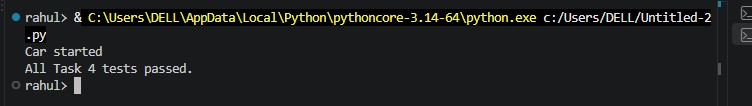 rahul> & C:\Users\DELL\AppData\Local\Python\pythoncore-3.14-64\python.exe c:/Users/DELL/Untitled-2
.py
Car started
All Task 4 tests passed.
rahul>